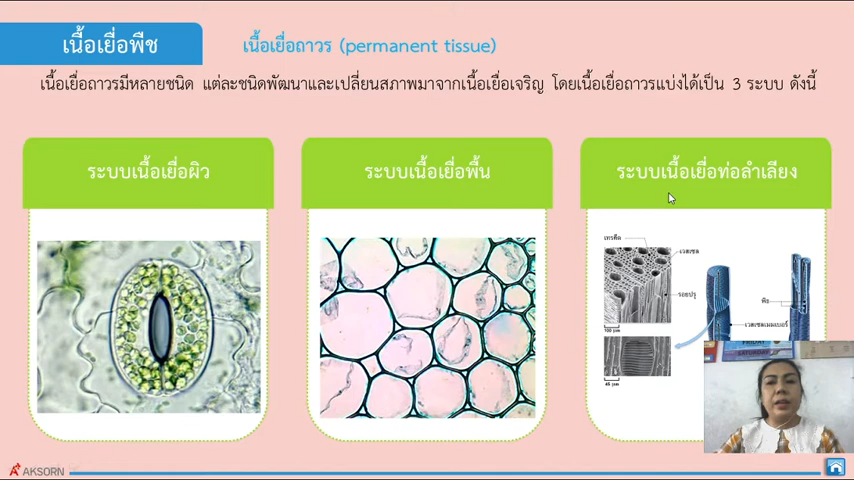 เนื้อเยื่อพืช
เนื้อเยื่อถาวร (permanent tissue)
เนื้อเยื่อถาวรมีหลายชนิด แต่ละชนิดพัฒนาและเปลี่ยนสภาพมาจากเนื้อเยื่อเจริญ โดยเนื้อเยื่อถาวรแบ่งได้เป็น 3 ระบบ ดังนี้
ระบบเนื้อเยื่อผิว
ระบบเนื้อเยื่อพื้น
ระบบเนื้อเยื่อท่อลำเลียง
เทรคีด
เวสเซล
รอยปรุ
100 µm
พิธ
เวสเซลเมมเบอร์
45 µm
FRIDAY
SATURDAY
AKSORN